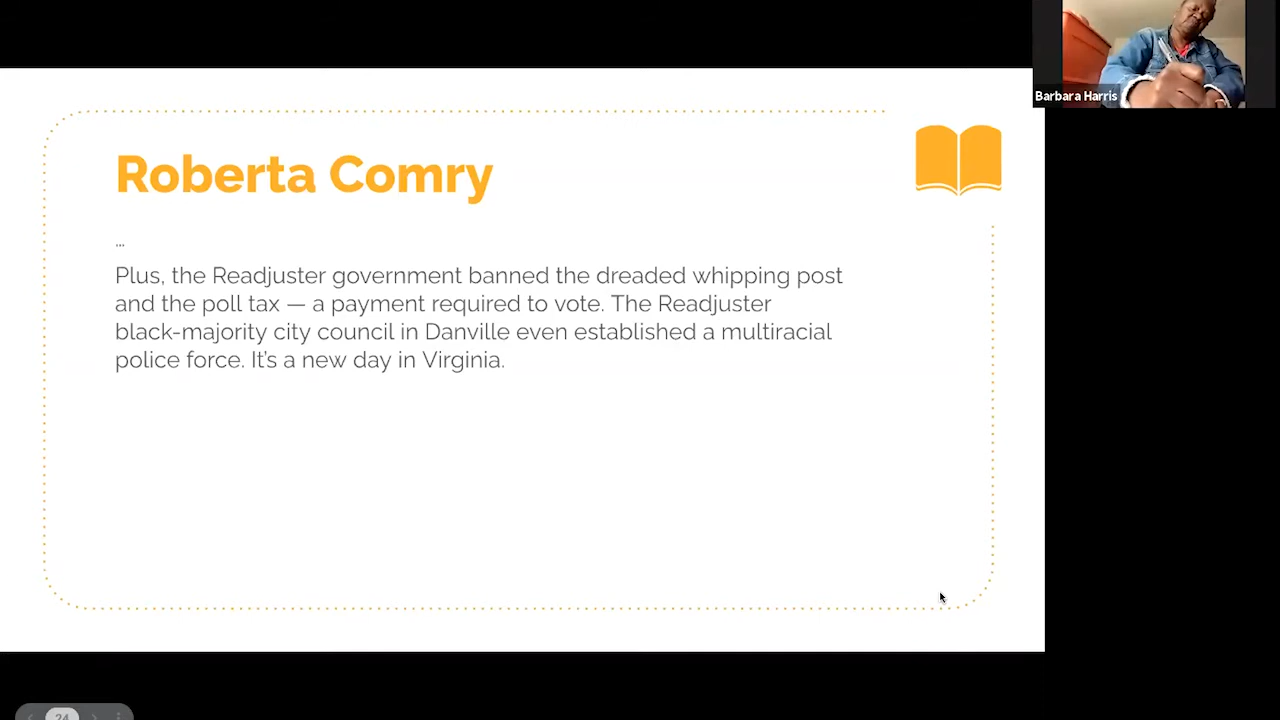 Barbara Harris
Roberta Comry
...
Plus, the Readjuster government banned the dreaded whipping post
and the poll tax — a payment required to vote. The Readjuster
black-majority city council in Danville even established a multiracial
police force. It's a new day in Virginia.
24